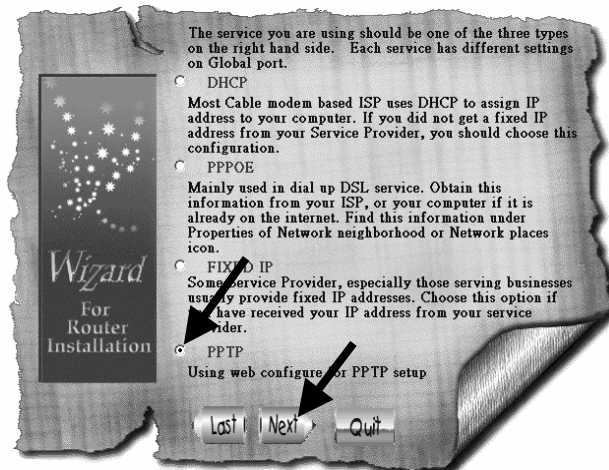 The service you are using should be one of the three types
on the right hand side. Each service has different settings
on Global port.
DHCP
Most Cable modem based ISP uses DHCP to assign IP
address to your computer. If you did not get a fixed IP
address from your Service Provider, you should choose this
configuration.
PPPOE
Mainly used in dial up DSL service. Obtain this
information from your ISP, or your computer if it is
already on the internet. Find this information under
Properties of Network neighborhood or Network places
icon.
FIXED IP
Some Service Provider, especially those serving businesses
usually provide fixed IP addresses. Choose this option if
have received your IP address from your service
PPTP
Using web configure for PPTP setup
Wizard
For
Router
Installation
Last
Next
Quit